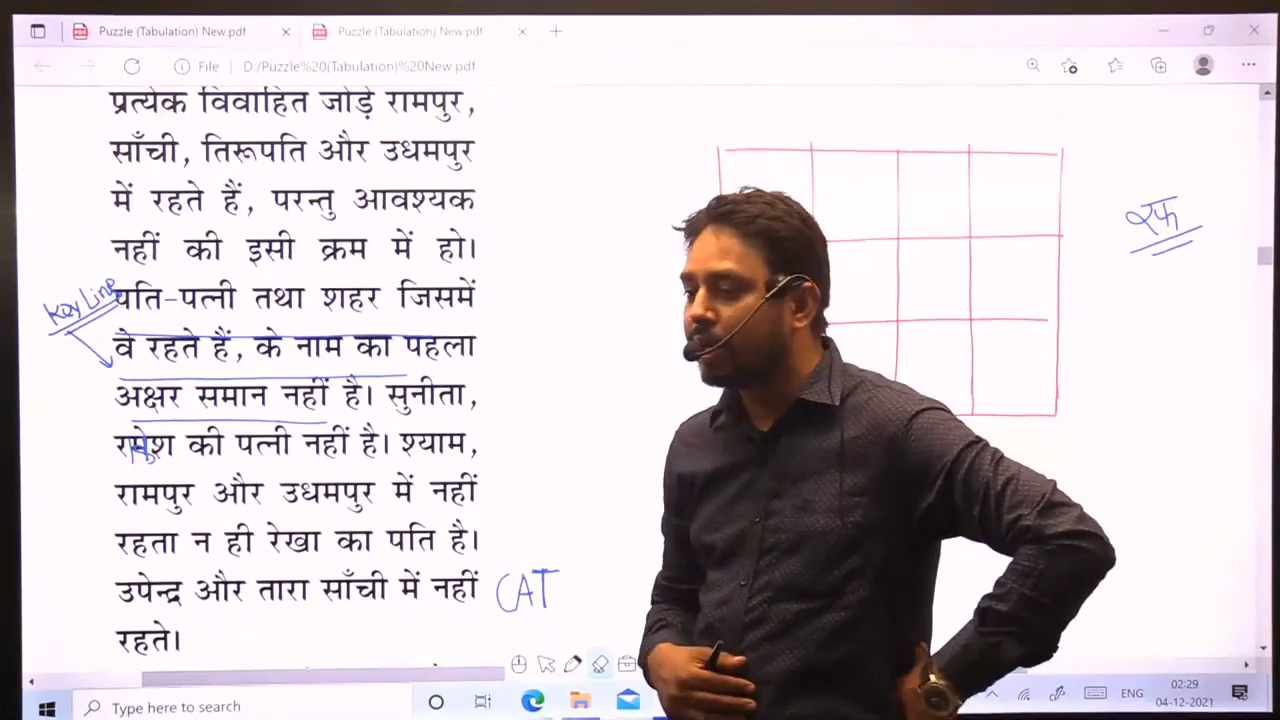 Puzzle (Tabulation) New.pdf
Puzzle (Tabulation) New.pdf
File
D:/Puzzle%20(Tabulation)%20New.pdf
प्रत्येक विवाहित जोड़े रामपुर,
साँची, तिरूपति और उधमपुर
में रहते हैं, परन्तु आवश्यक
नहीं की इसी क्रम में हो।
Key Line
पति-पत्नी तथा शहर जिसमें
वे रहते हैं, के नाम का पहला
अक्षर समान नहीं है। सुनीता,
रमेश की पत्नी नहीं है। श्याम,
रामपुर और उधमपुर में नहीं
रहता न ही रेखा का पति है।
उपेन्द्र और तारा साँची में नहीं
रहते।
CAT
रफ
Type here to search
ENG
02:29
04-12-2021